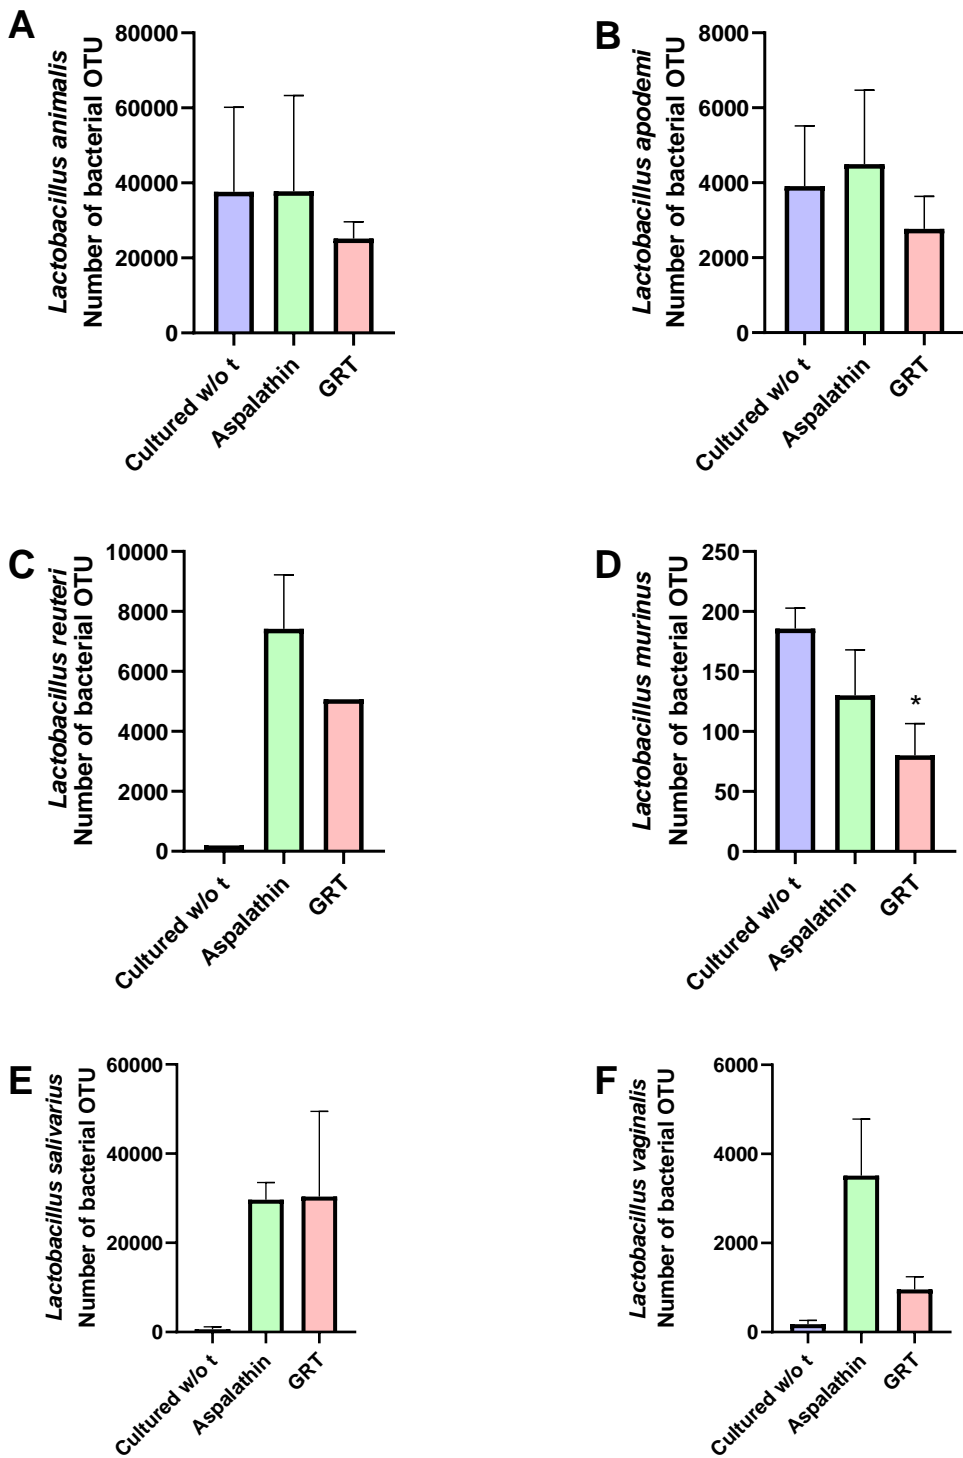 A
Lactobacillus animalis
Number of bacterial OTU
80000
60000
40000
20000
0
Cultured w/o t
Aspalathin
GRT
B
Lactobacillus apodemi
Number of bacterial OTU
8000
6000
4000
2000
0
Cultured w/o t
Aspalathin
GRT
C
Lactobacillus reuteri
Number of bacterial OTU
10000
8000
6000
4000
2000
0
Cultured w/o t
Aspalathin
GRT
D
Lactobacillus murinus
Number of bacterial OTU
250
200
150
100
50
0
*
Cultured w/o t
Aspalathin
GRT
E
Lactobacillus salivarius
Number of bacterial OTU
60000
40000
20000
0
Cultured w/o t
Aspalathin
GRT
F
Lactobacillus vaginalis
Number of bacterial OTU
6000
4000
2000
0
Cultured w/o t
Aspalathin
GRT